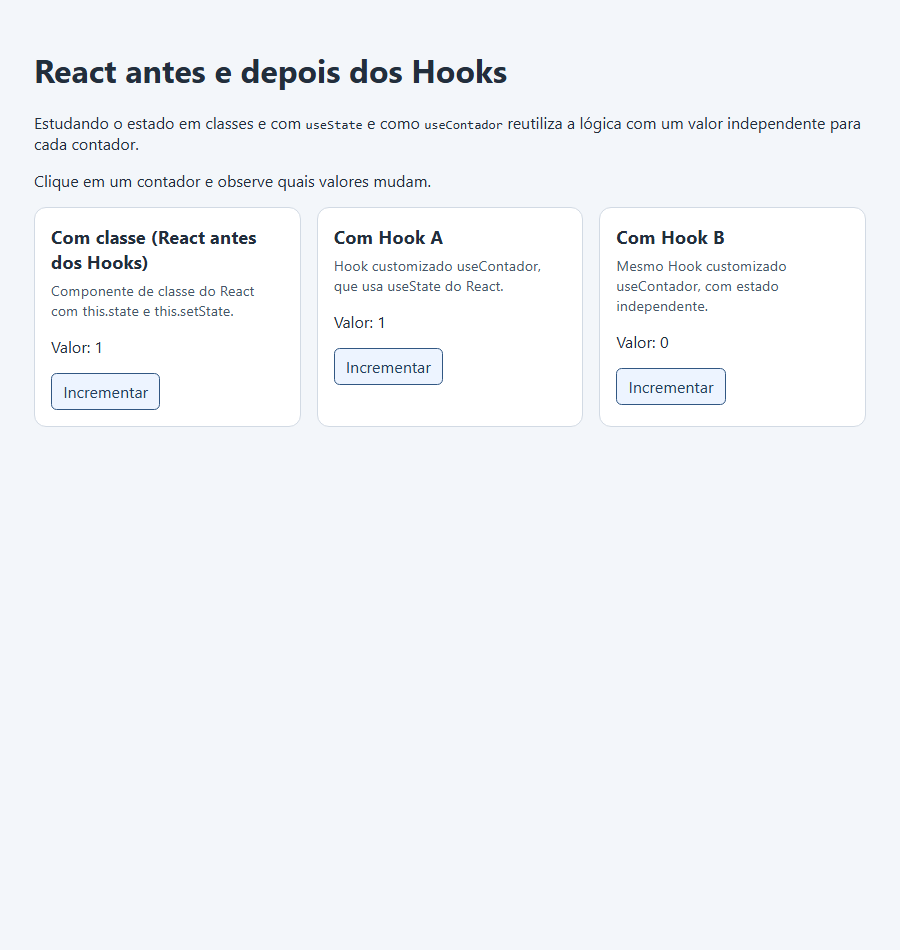 React antes e depois dos Hooks
Estudando o estado em classes e com useState e como useContador reutiliza a lógica com um valor independente para
cada contador.
Clique em um contador e observe quais valores mudam.
Com classe (React antes
dos Hooks)
Componente de classe do React
com this.state e this.setState.
Valor: 1
Incrementar
Com Hook A
Hook customizado useContador,
que usa useState do React.
Valor: 1
Incrementar
Com Hook B
Mesmo Hook customizado
useContador, com estado
independente.
Valor: 0
Incrementar